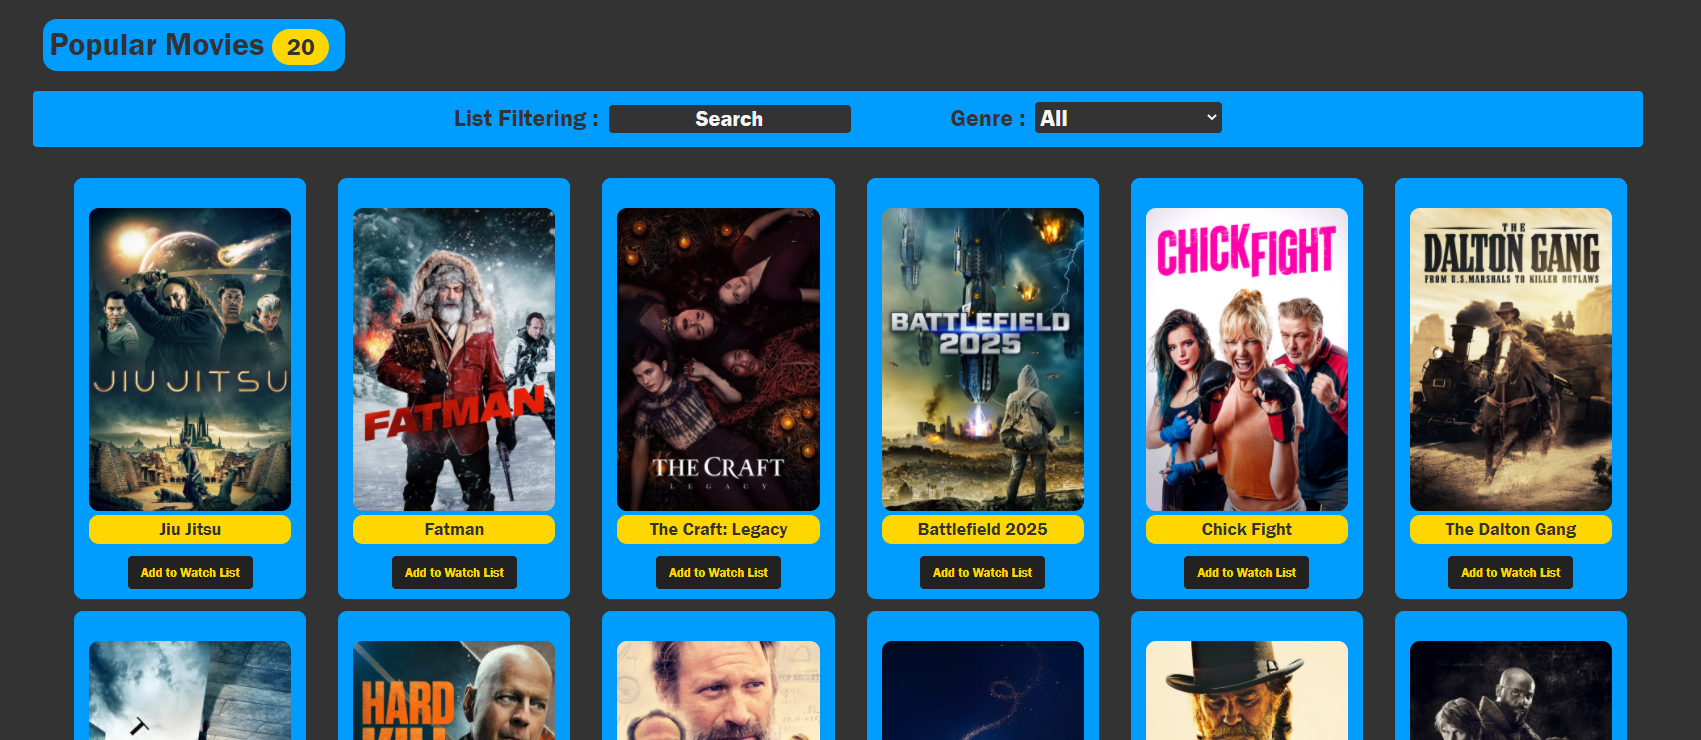 Popular Movies 20
List Filtering : Search Genre : All
JIU JITSU
FATMAN
THE CRAFT
LEGACY
BATTLEFIELD
2025
CHICK FIGHT
THE
DALTON GANG
FROM U.S. MARSHALS TO KILLER OUTLAWS
Jiu Jitsu
Fatman
The Craft: Legacy
Battlefield 2025
Chick Fight
The Dalton Gang
Add to Watch List
Add to Watch List
Add to Watch List
Add to Watch List
Add to Watch List
Add to Watch List
HARD
KILL
TOP SECRET